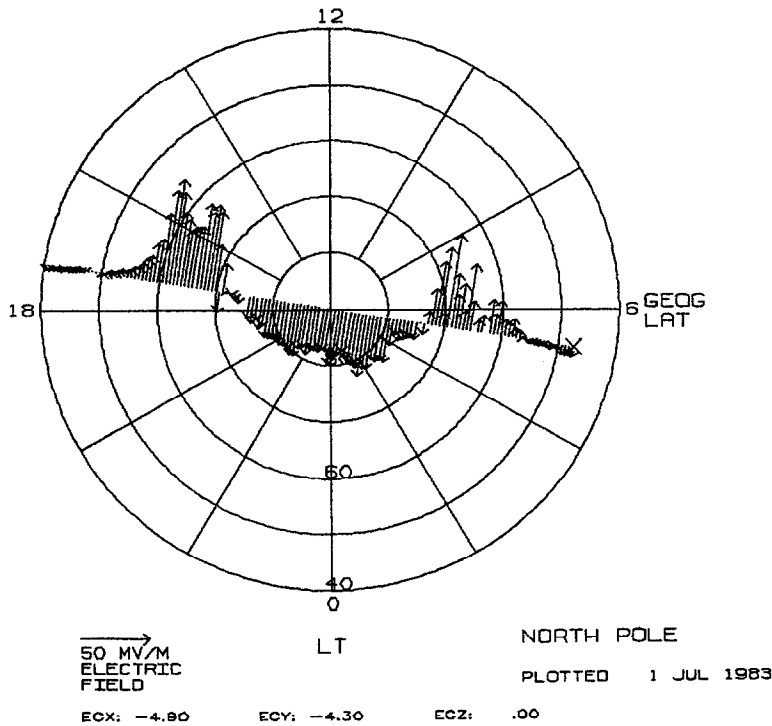 12
18
6 GEOG
LAT
60
40
0
LT
50 MV/M
ELECTRIC
FIELD
NORTH POLE
PLOTTED 1 JUL 1983
ECX: -4.90 ECY: -4.30 ECZ: .00